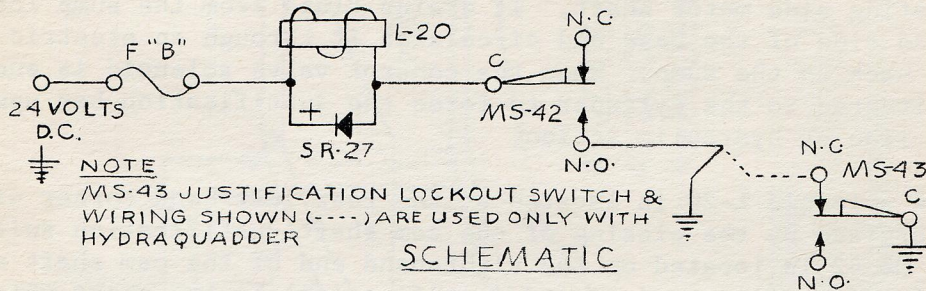 F "B"
L-20
N.C.
C
24 VOLTS
D.C.
+
SR-27
MS-42
N.O.
NOTE
MS-43 JUSTIFICATION LOCKOUT SWITCH &
WIRING SHOWN (----) ARE USED ONLY WITH
HYDRAQUADDER
SCHEMATIC
N.C.
MS-43
C
N.O.